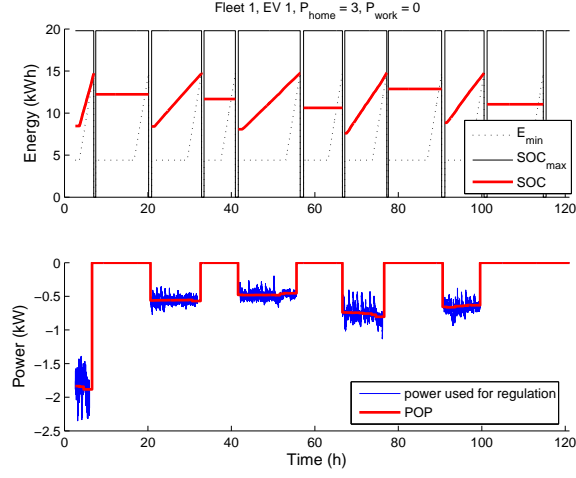 Fleet 1, EV 1, P_home = 3, P_work = 0
20
15
10
5
0
Energy (kWh)
E_min
SOC_max
SOC
0 20 40 60 80 100 120
0
−0.5
−1
−1.5
−2
−2.5
Power (kW)
power used for regulation
POP
0 20 40 60 80 100 120
Time (h)